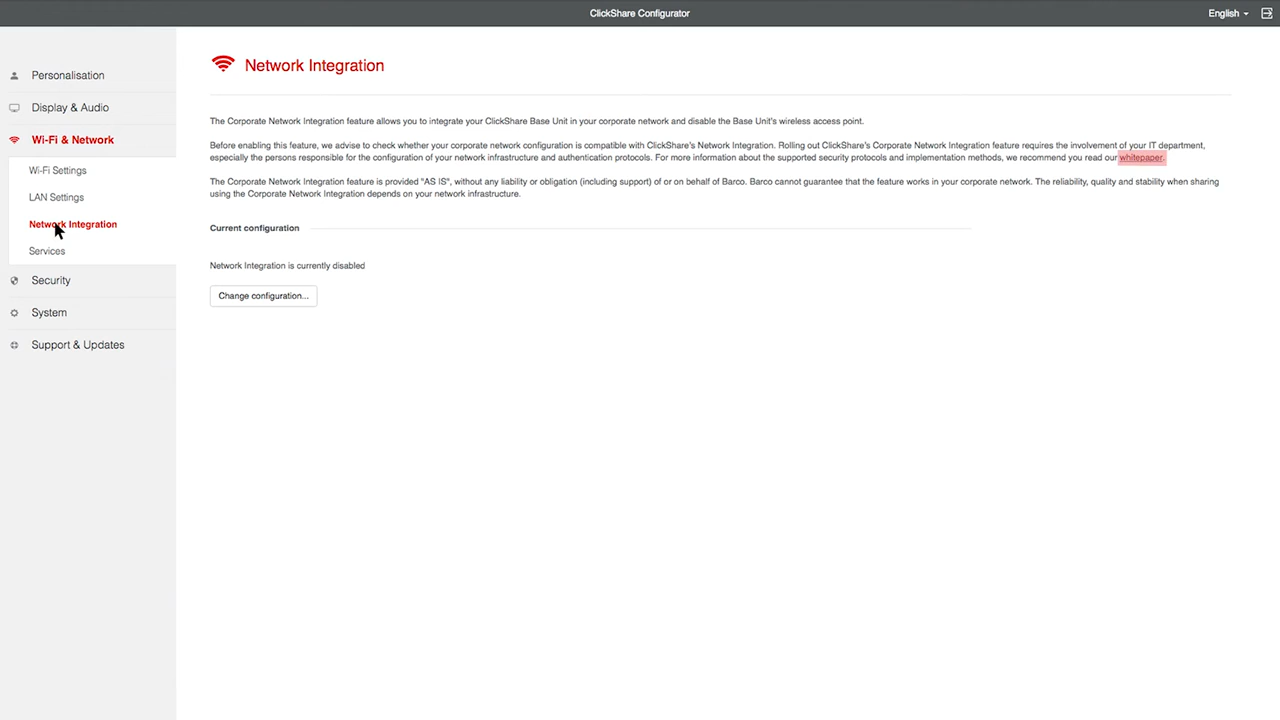 ClickShare Configurator
English
Personalisation
Display & Audio
Wi-Fi & Network
Wi-Fi Settings
LAN Settings
Network Integration
Services
Security
System
Support & Updates
Network Integration
The Corporate Network Integration feature allows you to integrate your ClickShare Base Unit in your corporate network and disable the Base Unit's wireless access point.
Before enabling this feature, we advise to check whether your corporate network configuration is compatible with ClickShare's Network Integration. Rolling out ClickShare's Corporate Network Integration feature requires the involvement of your IT department,
especially the persons responsible for the configuration of your network infrastructure and authentication protocols. For more information about the supported security protocols and implementation methods, we recommend you read our whitepaper.
The Corporate Network Integration feature is provided "AS IS", without any liability or obligation (including support) of or on behalf of Barco. Barco cannot guarantee that the feature works in your corporate network. The reliability, quality and stability when sharing
using the Corporate Network Integration depends on your network infrastructure.
Current configuration
Network Integration is currently disabled
Change configuration...